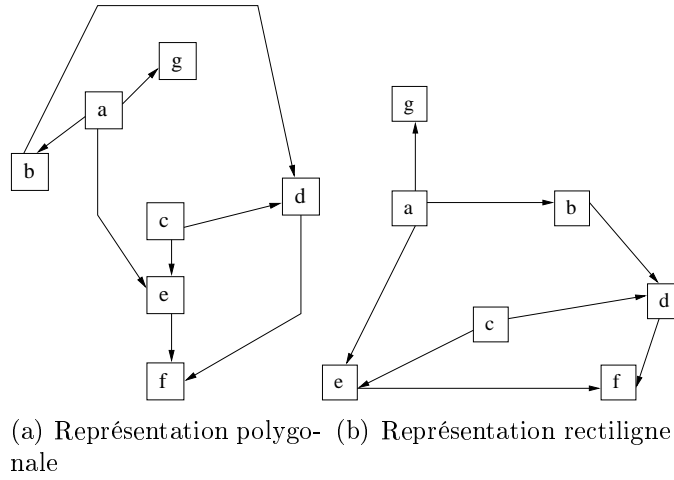 g
a
b
d
c
e
f
g
a
b
d
c
e
f
(a) Représentation polygo-
nale
(b) Représentation rectiligne